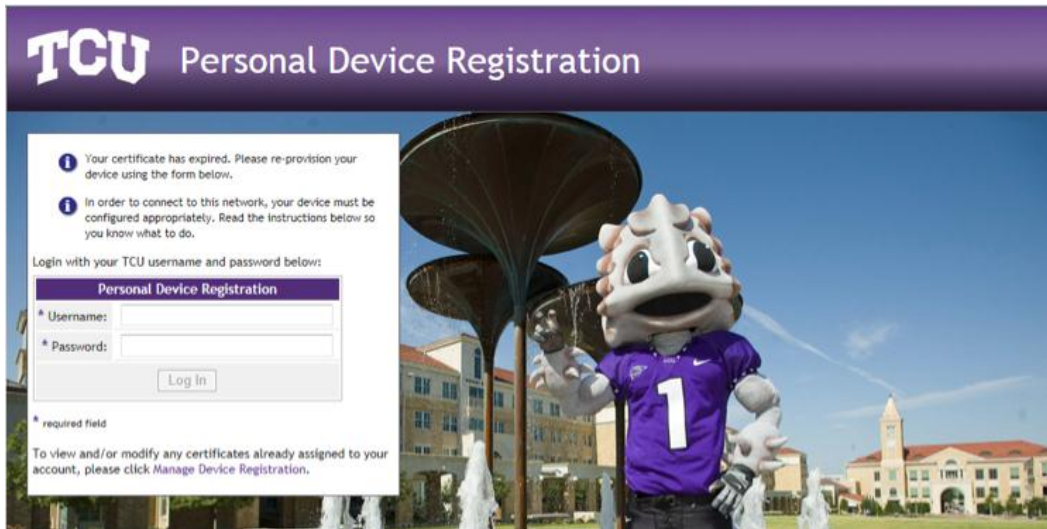 TCU Personal Device Registration
Your certificate has expired. Please re-provision your
device using the form below.
In order to connect to this network, your device must be
configured appropriately. Read the instructions below so
you know what to do.
Login with your TCU username and password below:
Personal Device Registration
* Username:
* Password:
Log In
* required field
To view and/or modify any certificates already assigned to your
account, please click Manage Device Registration.
1